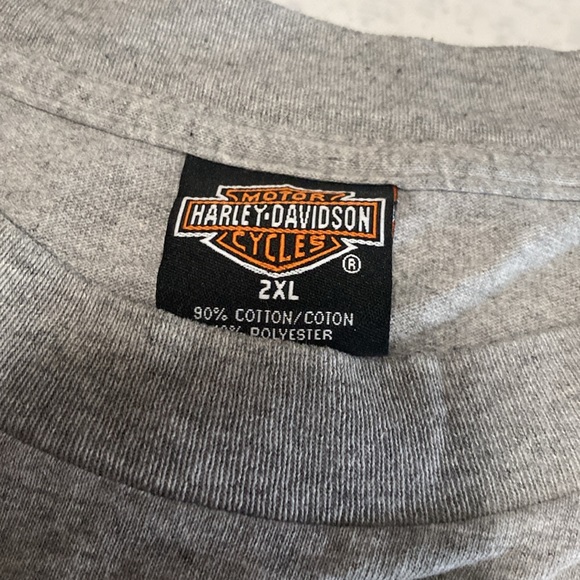 MOTOR
HARLEY-DAVIDSON
CYCLES
®
2XL
90% COTTON/COTON
POLYESTER